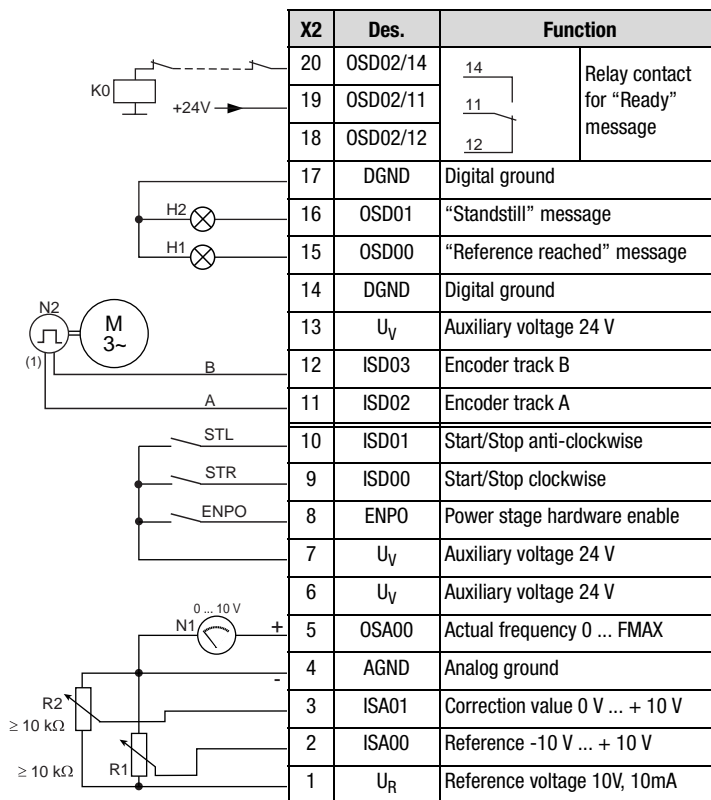 X2 Des. Function
20 OSD02/14 14 Relay contact
K0 +24V 19 OSD02/11 11 for “Ready”
18 OSD02/12 12 message
17 DGND Digital ground
H2 16 OSD01 “Standstill” message
H1 15 OSD00 “Reference reached” message
14 DGND Digital ground
N2 M 3~ 13 UV Auxiliary voltage 24 V
(1) B 12 ISD03 Encoder track B
A 11 ISD02 Encoder track A
STL 10 ISD01 Start/Stop anti-clockwise
STR 9 ISD00 Start/Stop clockwise
ENPO 8 ENPO Power stage hardware enable
7 UV Auxiliary voltage 24 V
6 UV Auxiliary voltage 24 V
0 ... 10 V
N1 + 5 OSA00 Actual frequency 0 ... FMAX
- 4 AGND Analog ground
R2 3 ISA01 Correction value 0 V ... + 10 V
≥ 10 kΩ
2 ISA00 Reference -10 V ... + 10 V
≥ 10 kΩ R1 1 UR Reference voltage 10V, 10mA